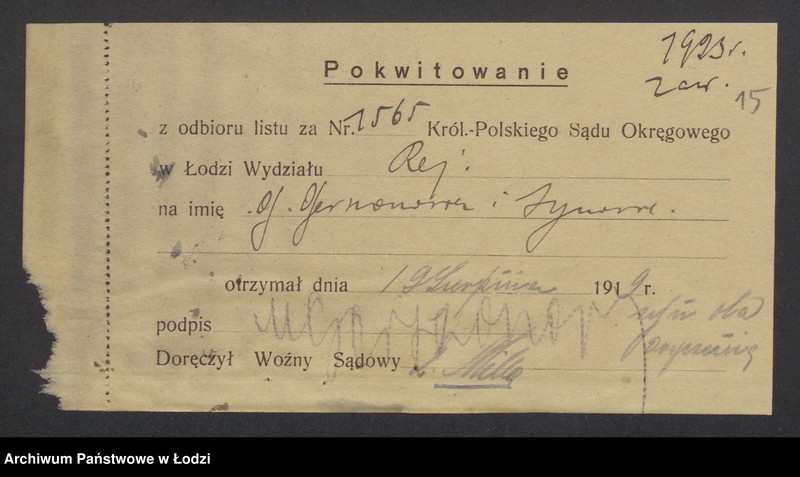 1923 r.
Pokwitowanie
15
z odbioru listu za Nr. 1565 Król.-Polskiego Sądu Okręgowego
w Łodzi Wydziału Rej.
na imię i Synowie.
otrzymał dnia 19 Sierpnia 1919 r.
podpis
Doręczył Woźny Sądowy
Archiwum Państwowe w Łodzi